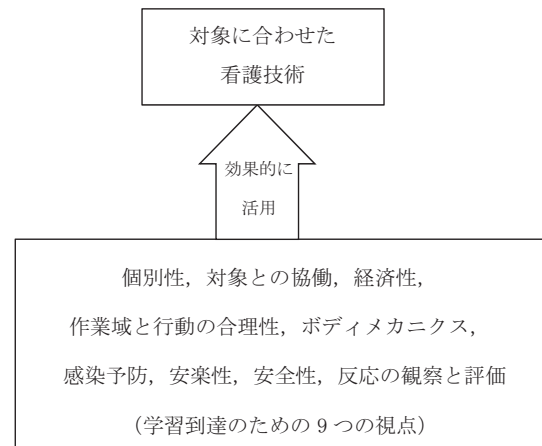 対象に合わせた
看護技術
効果的に
活用
個別性，対象との協働，経済性，
作業域と行動の合理性，ボディメカニクス，
感染予防，安楽性，安全性，反応の観察と評価
（学習到達のための 9 つの視点）